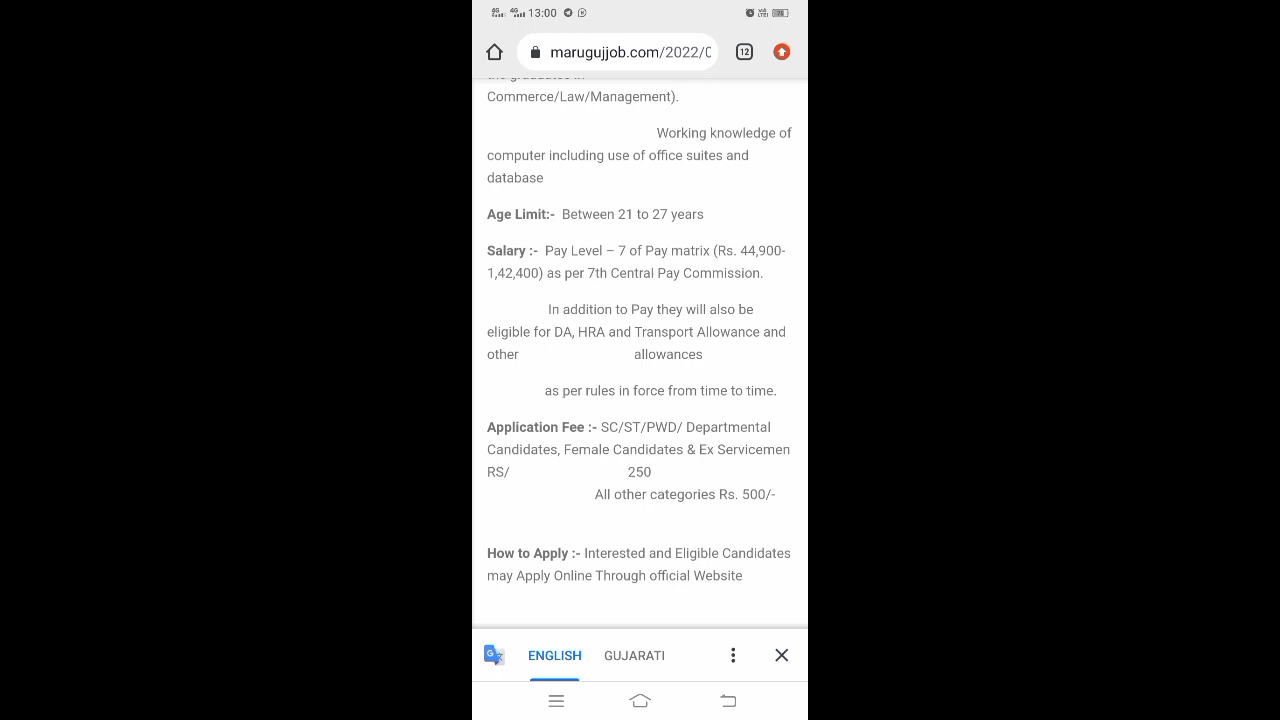 4G 4G 13:00
marugujjob.com/2022/0
12
the graduates in
Commerce/Law/Management).
Working knowledge of
computer including use of office suites and
database
Age Limit:- Between 21 to 27 years
Salary :- Pay Level – 7 of Pay matrix (Rs. 44,900-
1,42,400) as per 7th Central Pay Commission.
In addition to Pay they will also be
eligible for DA, HRA and Transport Allowance and
other allowances
as per rules in force from time to time.
Application Fee :- SC/ST/PWD/ Departmental
Candidates, Female Candidates & Ex Servicemen
RS/ 250
All other categories Rs. 500/-
How to Apply :- Interested and Eligible Candidates
may Apply Online Through official Website
ENGLISH GUJARATI